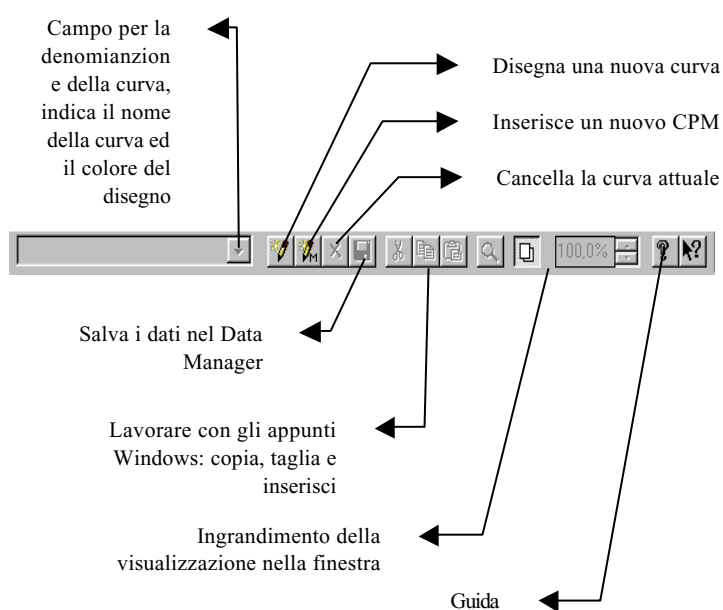 Campo per la
denomianzion
e della curva,
indica il nome
della curva ed
il colore del
disegno
Disegna una nuova curva
Inserisce un nuovo CPM
Cancella la curva attuale
M
100,0%
Salva i dati nel Data
Manager
Lavorare con gli appunti
Windows: copia, taglia e
inserisci
Ingrandimento della
visualizzazione nella finestra
Guida